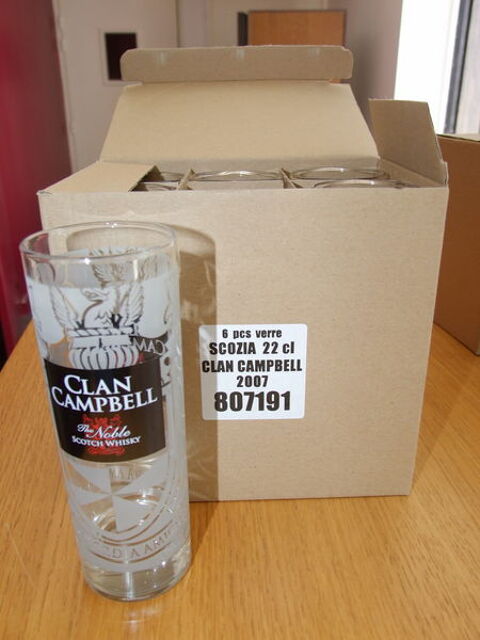 CLAN
CAMPBELL
The Noble
SCOTCH WHISKY
6 pcs verre
SCOZIA 22 cl
CLAN CAMPBELL
2007
807191